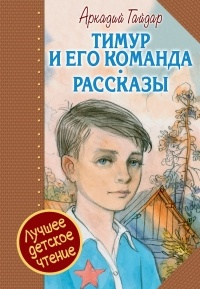 Аркадий Гайдар
ТИМУР
И ЕГО КОМАНДА
•
РАССКАЗЫ
Лучшее
детское
чтение